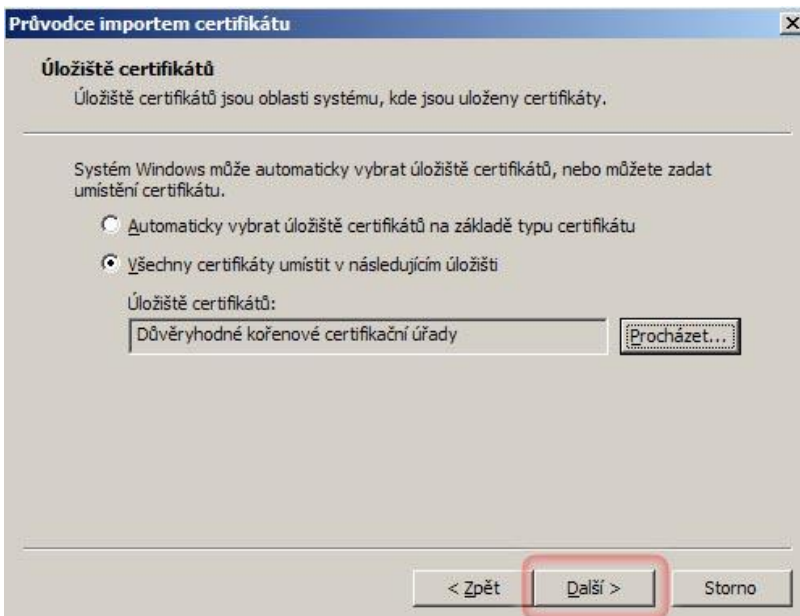 Průvodce importem certifikátu
Úložiště certifikátů
Úložiště certifikátů jsou oblasti systému, kde jsou uloženy certifikáty.
Systém Windows může automaticky vybrat úložiště certifikátů, nebo můžete zadat
umístění certifikátu.
Automaticky vybrat úložiště certifikátů na základě typu certifikátu
Všechny certifikáty umístit v následujícím úložišti
Úložiště certifikátů:
Důvěryhodné kořenové certifikační úřady
Procházet...
< Zpět
Další >
Storno